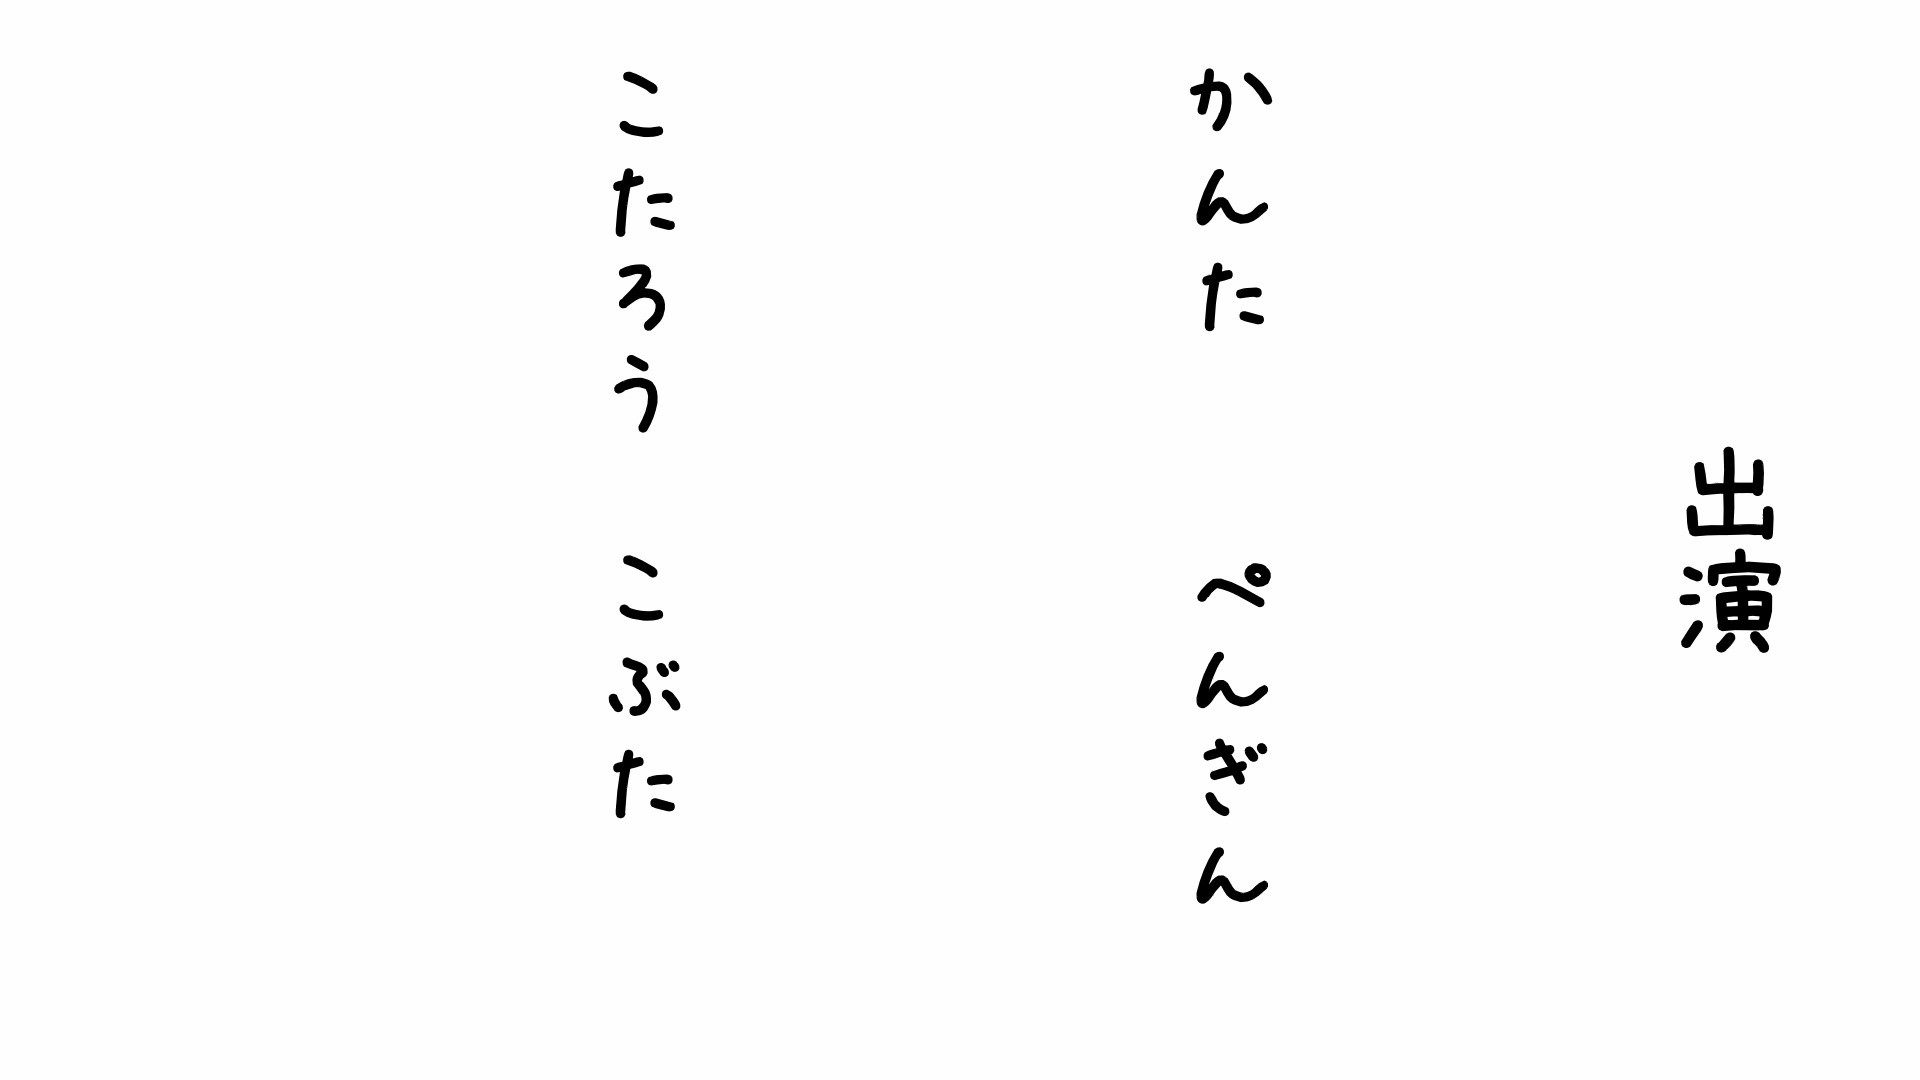 出演
かんた　ぺんぎん
こたろう　こぶた